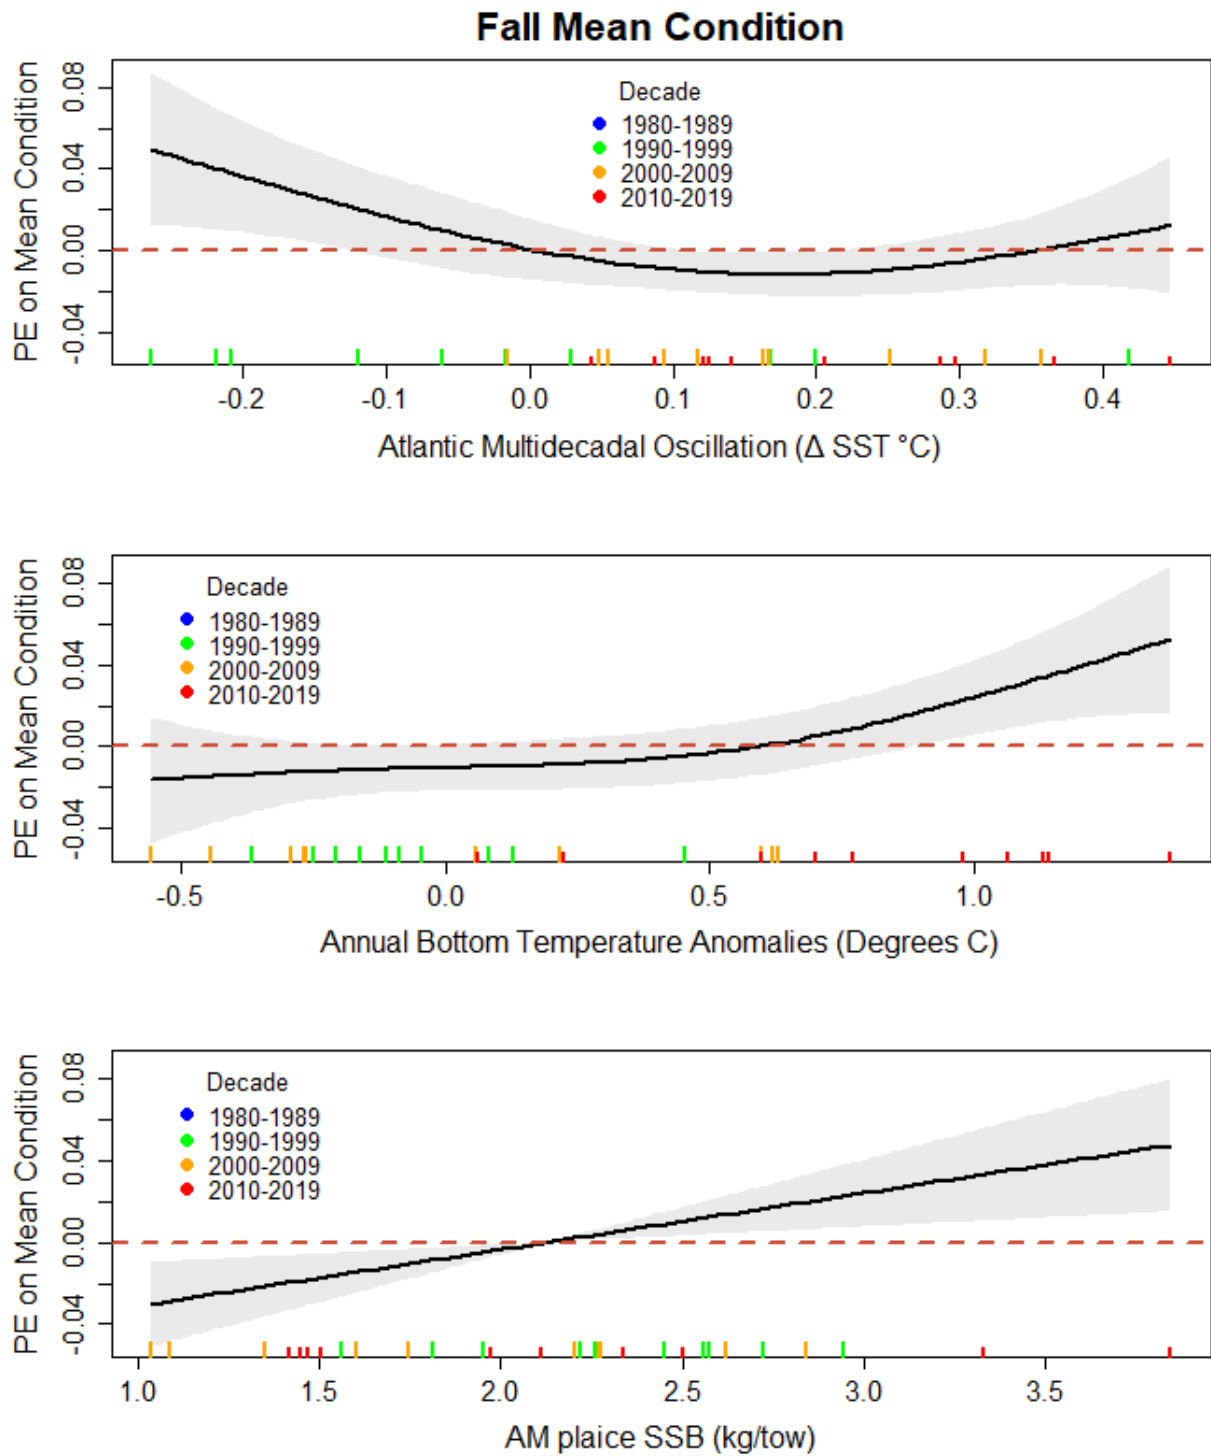 Fall Mean Condition
PE on Mean Condition
0.08
0.04
0.00
-0.04
Decade
1980-1989
1990-1999
2000-2009
2010-2019
-0.2 -0.1 0.0 0.1 0.2 0.3 0.4
Atlantic Multidecadal Oscillation (Δ SST °C)
PE on Mean Condition
0.08
0.04
0.00
-0.04
Decade
1980-1989
1990-1999
2000-2009
2010-2019
-0.5 0.0 0.5 1.0
Annual Bottom Temperature Anomalies (Degrees C)
PE on Mean Condition
0.08
0.04
0.00
-0.04
Decade
1980-1989
1990-1999
2000-2009
2010-2019
1.0 1.5 2.0 2.5 3.0 3.5
AM plaice SSB (kg/tow)